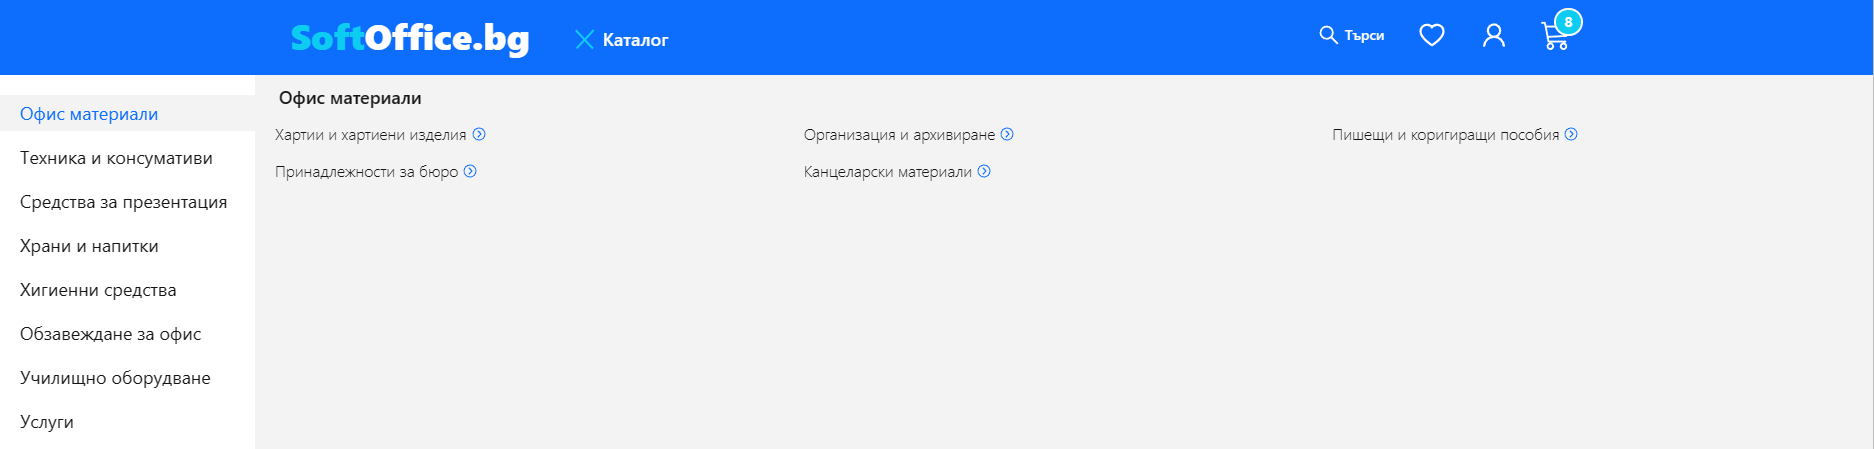 SoftOffice.bg
Каталог
Търси
8
Офис материали
Техника и консумативи
Средства за презентация
Храни и напитки
Хигиенни средства
Обзавеждане за офис
Училищно оборудване
Услуги
Офис материали
Хартии и хартиени изделия
Организация и архивиране
Пишещи и коригиращи пособия
Принадлежности за бюро
Канцеларски материали